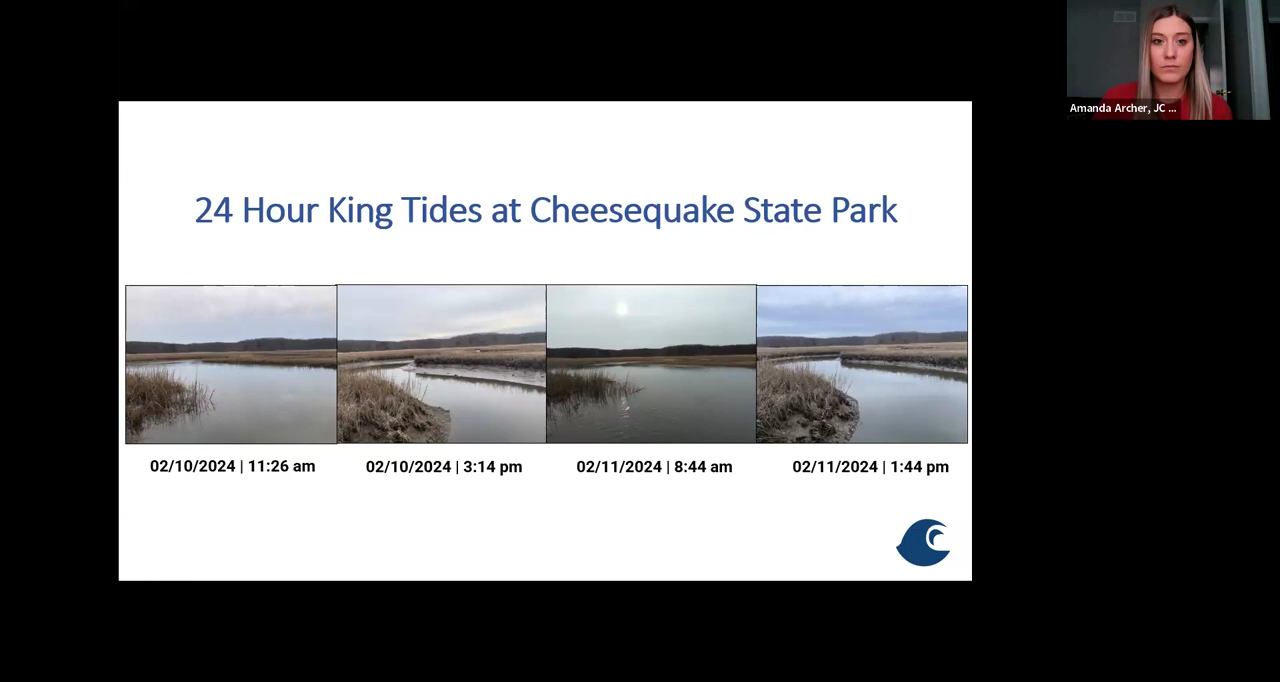 Amanda Archer, JC ...
24 Hour King Tides at Cheesequake State Park
02/10/2024 | 11:26 am
02/10/2024 | 3:14 pm
02/11/2024 | 8:44 am
02/11/2024 | 1:44 pm